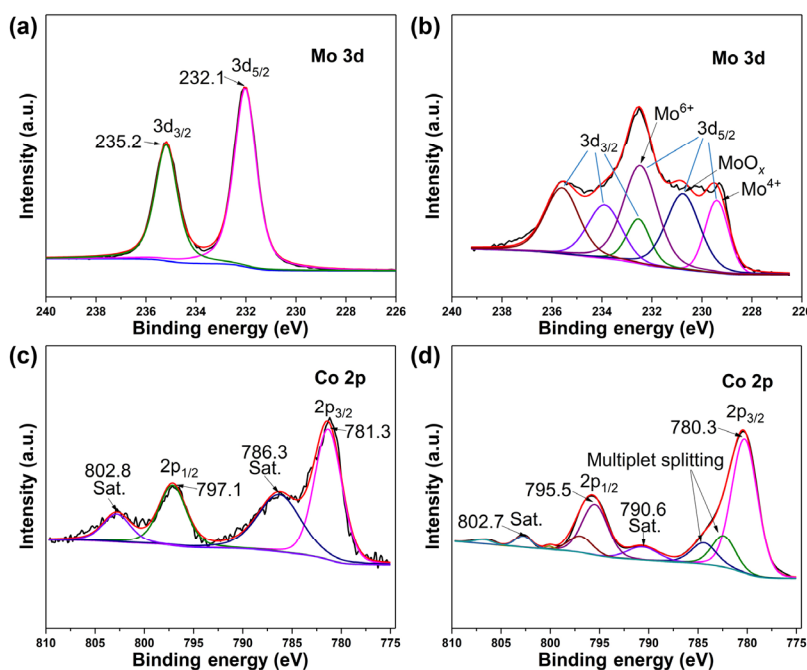 (a)
Mo 3d
3d5/2
232.1
3d3/2
235.2
Intensity (a.u.)
240 238 236 234 232 230 228 226
Binding energy (eV)
(b)
Mo 3d
Mo6+
3d3/2
3d5/2
MoOx
Mo4+
Intensity (a.u.)
240 238 236 234 232 230 228 226
Binding energy (eV)
(c)
Co 2p
2p3/2
781.3
786.3
Sat.
2p1/2
797.1
802.8
Sat.
Intensity (a.u.)
810 805 800 795 790 785 780 775
Binding energy (eV)
(d)
Co 2p
2p3/2
780.3
Multiplet splitting
2p1/2
795.5
790.6
Sat.
802.7 Sat.
Intensity (a.u.)
810 805 800 795 790 785 780 775
Binding energy (eV)